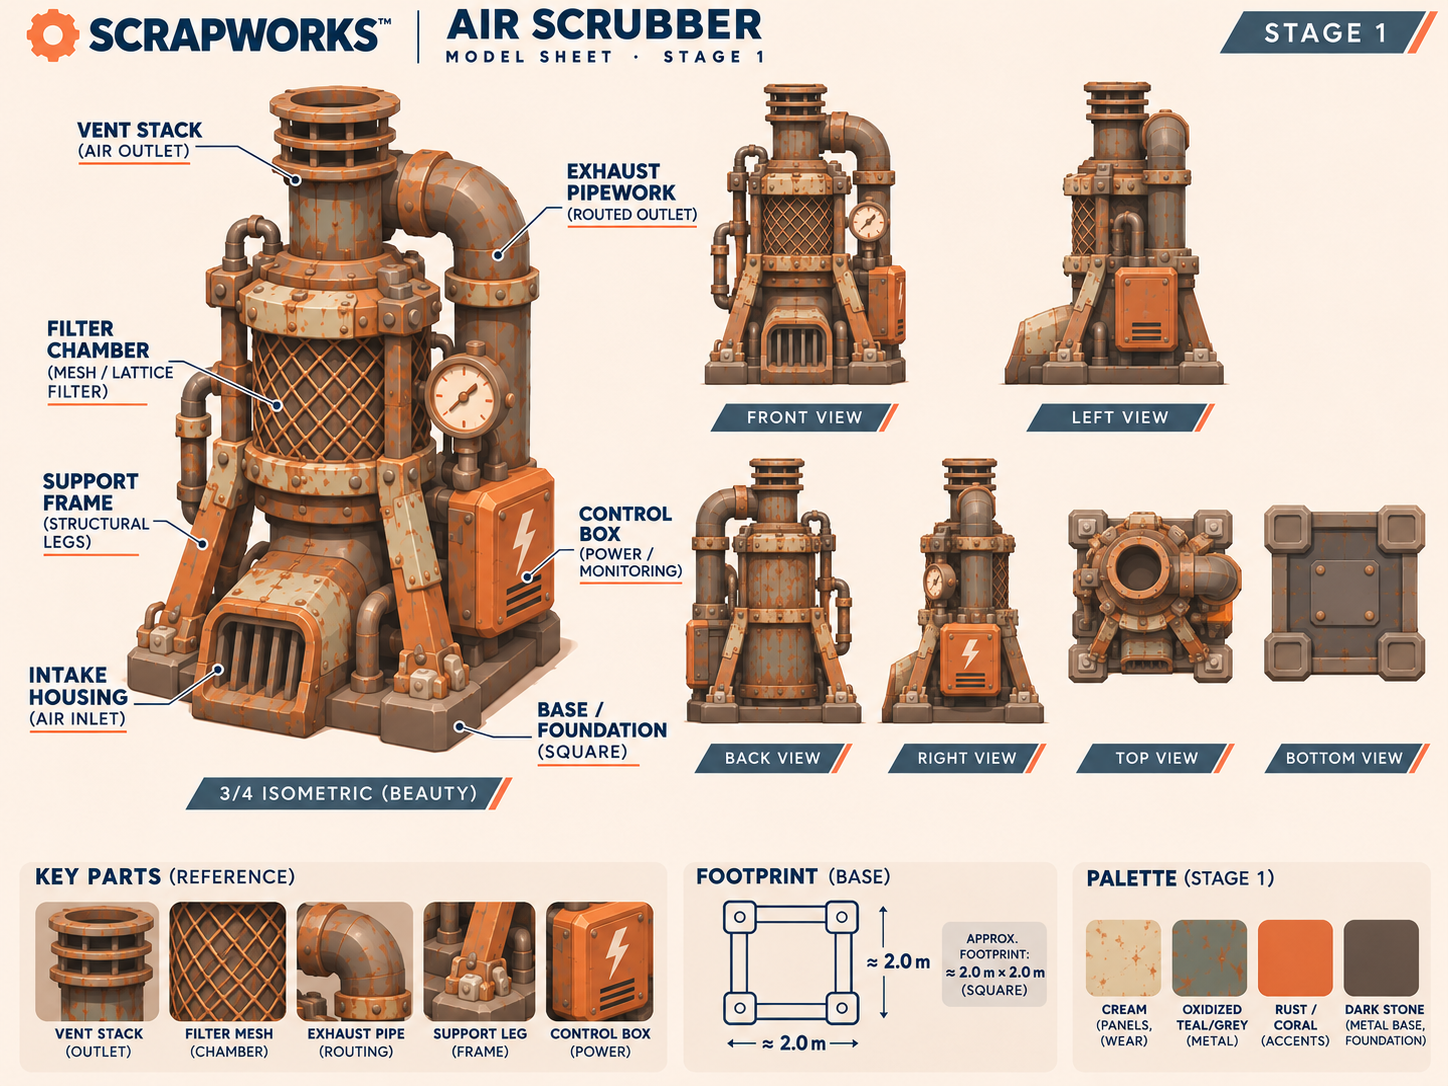 SCRAPWORKS™
AIR SCRUBBER
MODEL SHEET · STAGE 1
STAGE 1
VENT STACK
(AIR OUTLET)
EXHAUST
PIPEWORK
(ROUTED OUTLET)
FILTER
CHAMBER
(MESH / LATTICE
FILTER)
SUPPORT
FRAME
(STRUCTURAL
LEGS)
CONTROL
BOX
(POWER /
MONITORING)
INTAKE
HOUSING
(AIR INLET)
BASE /
FOUNDATION
(SQUARE)
3/4 ISOMETRIC (BEAUTY)
FRONT VIEW
LEFT VIEW
BACK VIEW
RIGHT VIEW
TOP VIEW
BOTTOM VIEW
KEY PARTS (REFERENCE)
VENT STACK
(OUTLET)
FILTER MESH
(CHAMBER)
EXHAUST PIPE
(ROUTING)
SUPPORT LEG
(FRAME)
CONTROL BOX
(POWER)
FOOTPRINT (BASE)
≈ 2.0 m
≈ 2.0 m
APPROX.
FOOTPRINT:
≈ 2.0 m × 2.0 m
(SQUARE)
PALETTE (STAGE 1)
CREAM
(PANELS,
WEAR)
OXIDIZED
TEAL/GREY
(METAL)
RUST /
CORAL
(ACCENTS)
DARK STONE
(METAL BASE,
FOUNDATION)